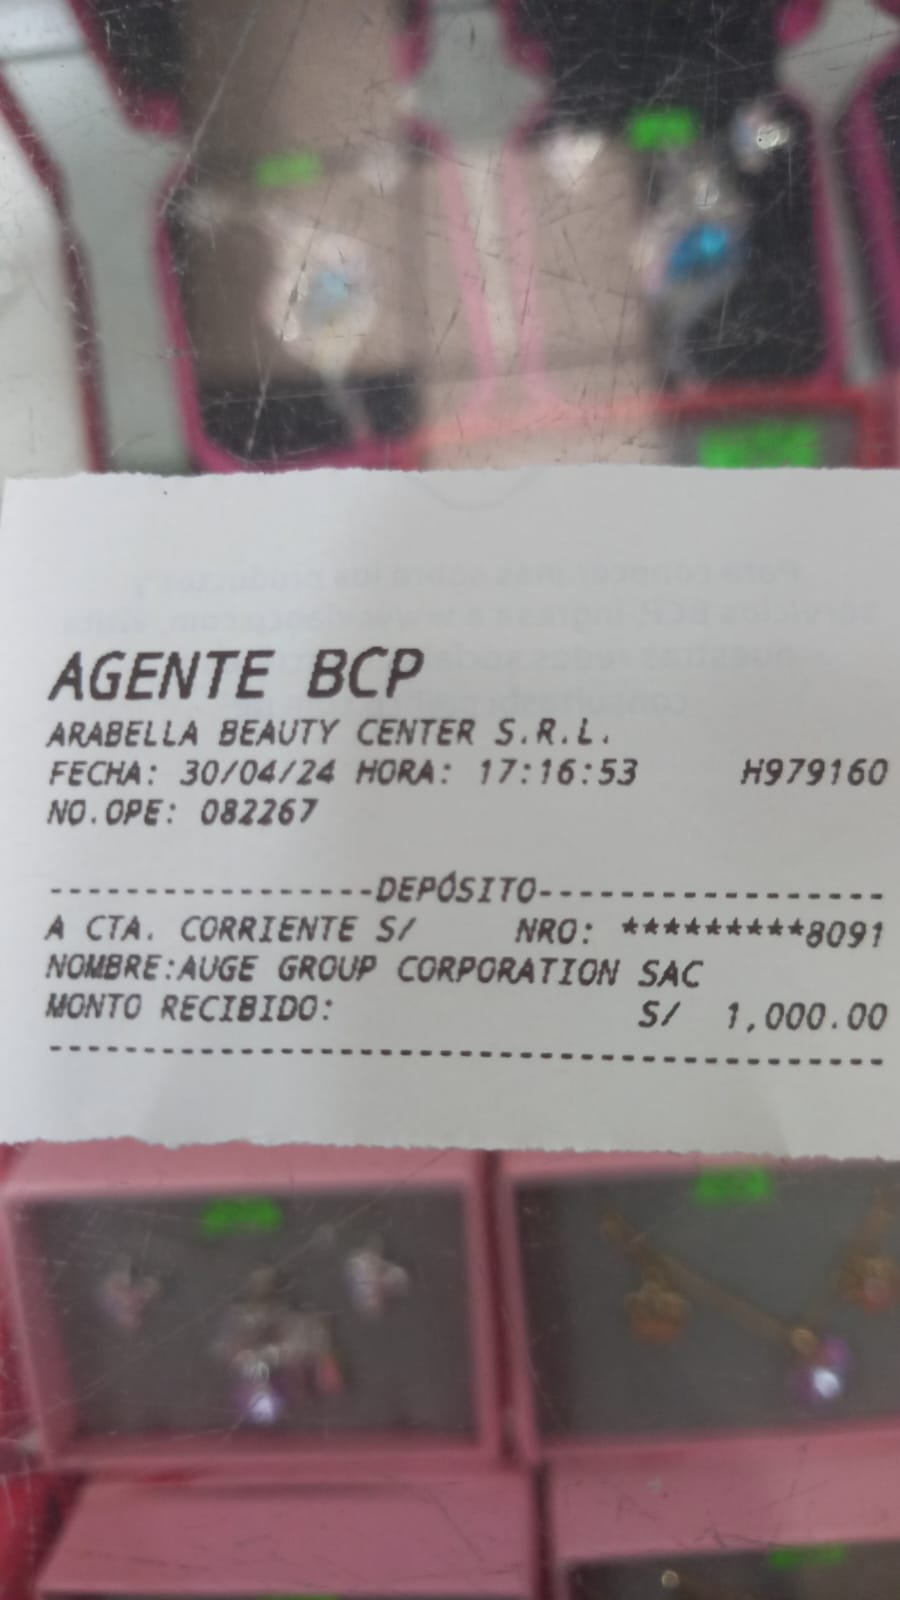 AGENTE BCP
ARABELLA BEAUTY CENTER S.R.L.
FECHA: 30/04/24 HORA: 17:16:53 H979160
NO.OPE: 082267
-----------------DEPÓSITO------------------
A CTA. CORRIENTE S/ NRO: *********8091
NOMBRE:AUGE GROUP CORPORATION SAC
MONTO RECIBIDO: S/ 1,000.00
--------------------------------------------